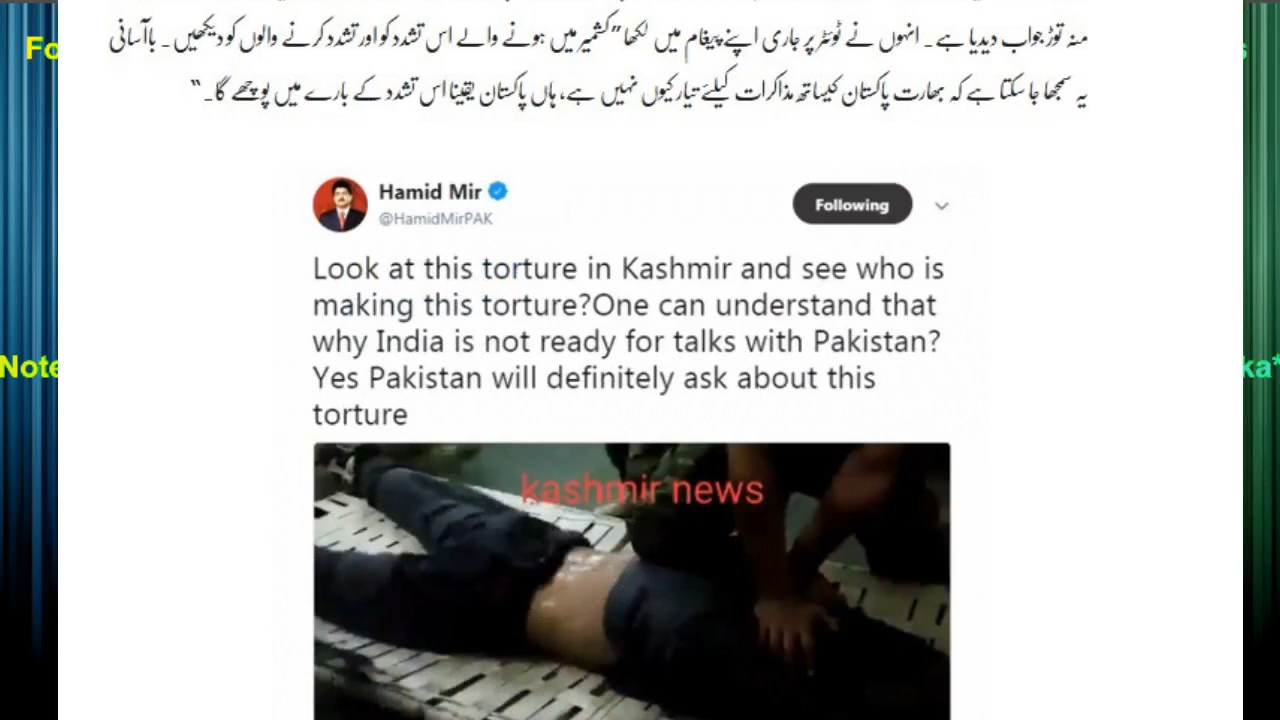 منہ توڑ جواب دیدیا ہے۔ انہوں نے ٹوئٹر پر جاری اپنے پیغام میں لکھا ”کشمیر میں ہونے والے اس تشدد کو اور تشدد کرنے والوں کو دیکھیں۔ باآسانی
یہ سمجھا جا سکتا ہے کہ بھارت پاکستان کیساتھ مذاکرات کیلئے تیار کیوں نہیں ہے، ہاں پاکستان یقینا اس تشدد کے بارے میں پوچھے گا۔“
Fo
s
Hamid Mir
@HamidMirPAK
Following
Look at this torture in Kashmir and see who is
making this torture?One can understand that
why India is not ready for talks with Pakistan?
Yes Pakistan will definitely ask about this
torture
Note
ka*
kashmir news